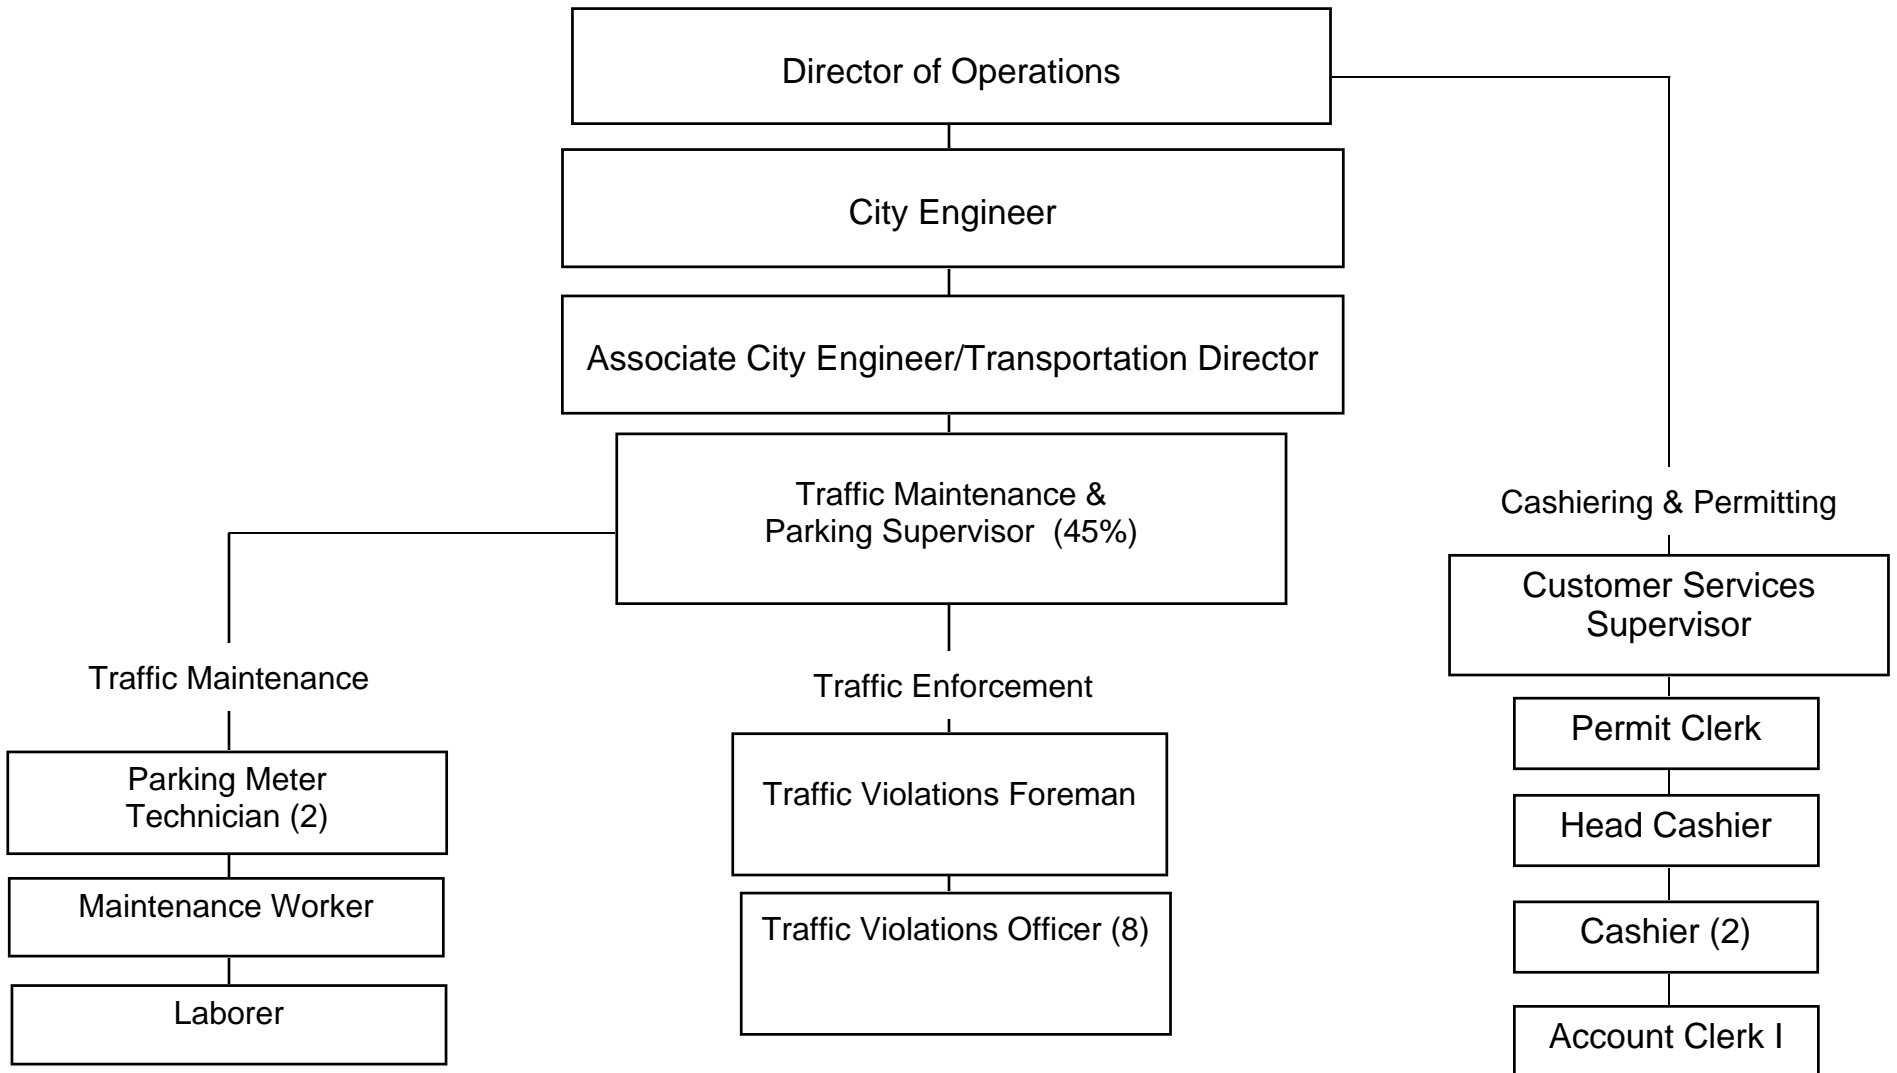 Director of Operations
City Engineer
Associate City Engineer/Transportation Director
Traffic Maintenance &
Parking Supervisor  (45%)
Cashiering & Permitting
Customer Services
Supervisor
Permit Clerk
Head Cashier
Cashier (2)
Account Clerk I
Traffic Maintenance
Parking Meter
Technician (2)
Maintenance Worker
Laborer
Traffic Enforcement
Traffic Violations Foreman
Traffic Violations Officer (8)